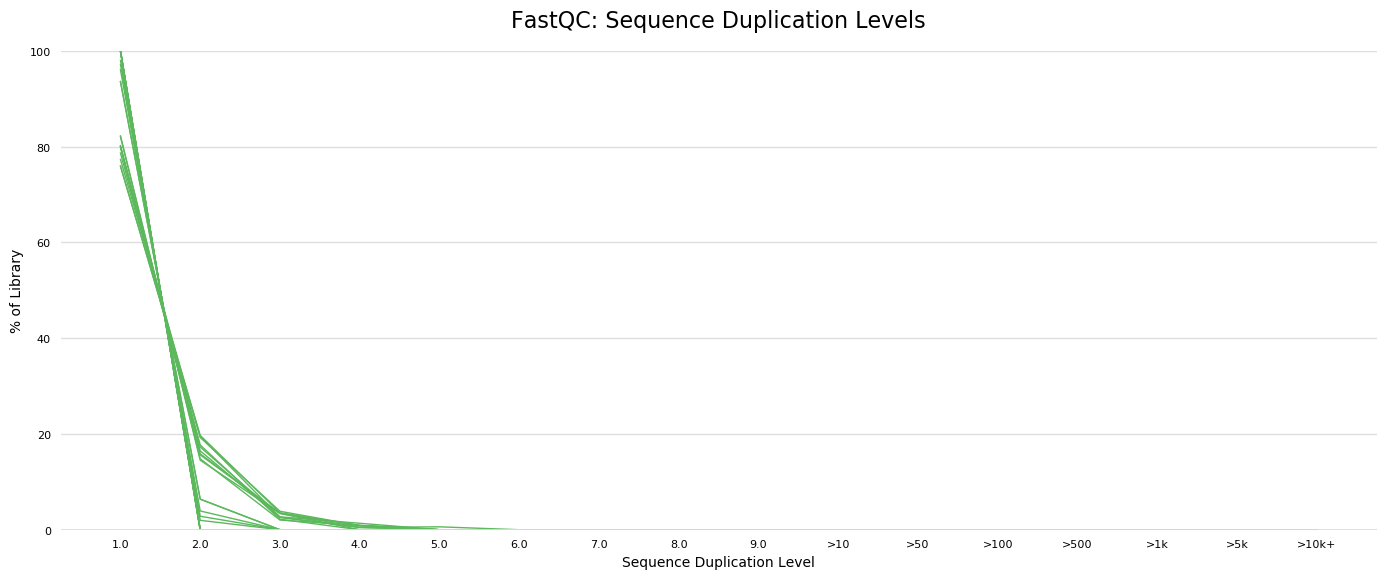 FastQC: Sequence Duplication Levels
100
80
60
40
20
0
% of Library
1.0 2.0 3.0 4.0 5.0 6.0 7.0 8.0 9.0 >10 >50 >100 >500 >1k >5k >10k+
Sequence Duplication Level